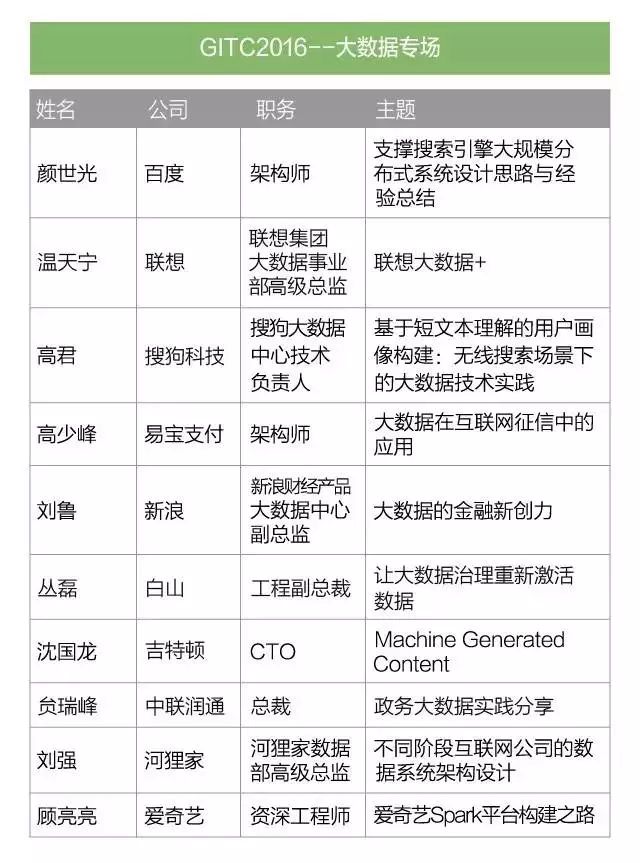 GITC2016--大数据专场
姓名 公司 职务 主题
颜世光 百度 架构师 支撑搜索引擎大规模分
布式系统设计思路与经
验总结
温天宁 联想 联想集团
大数据事业
部高级总监 联想大数据+
高君 搜狗科技 搜狗大数据
中心技术
负责人 基于短文本理解的用户画
像构建：无线搜索场景下
的大数据技术实践
高少峰 易宝支付 架构师 大数据在互联网征信中的
应用
刘鲁 新浪 新浪财经产品
大数据中心
副总监 大数据的金融新创力
丛磊 白山 工程副总裁 让大数据治理重新激活
数据
沈国龙 吉特顿 CTO Machine Generated
Content
贠瑞峰 中联润通 总裁 政务大数据实践分享
刘强 河狸家 河狸家数据
部高级总监 不同阶段互联网公司的数
据系统架构设计
顾亮亮 爱奇艺 资深工程师 爱奇艺Spark平台构建之路